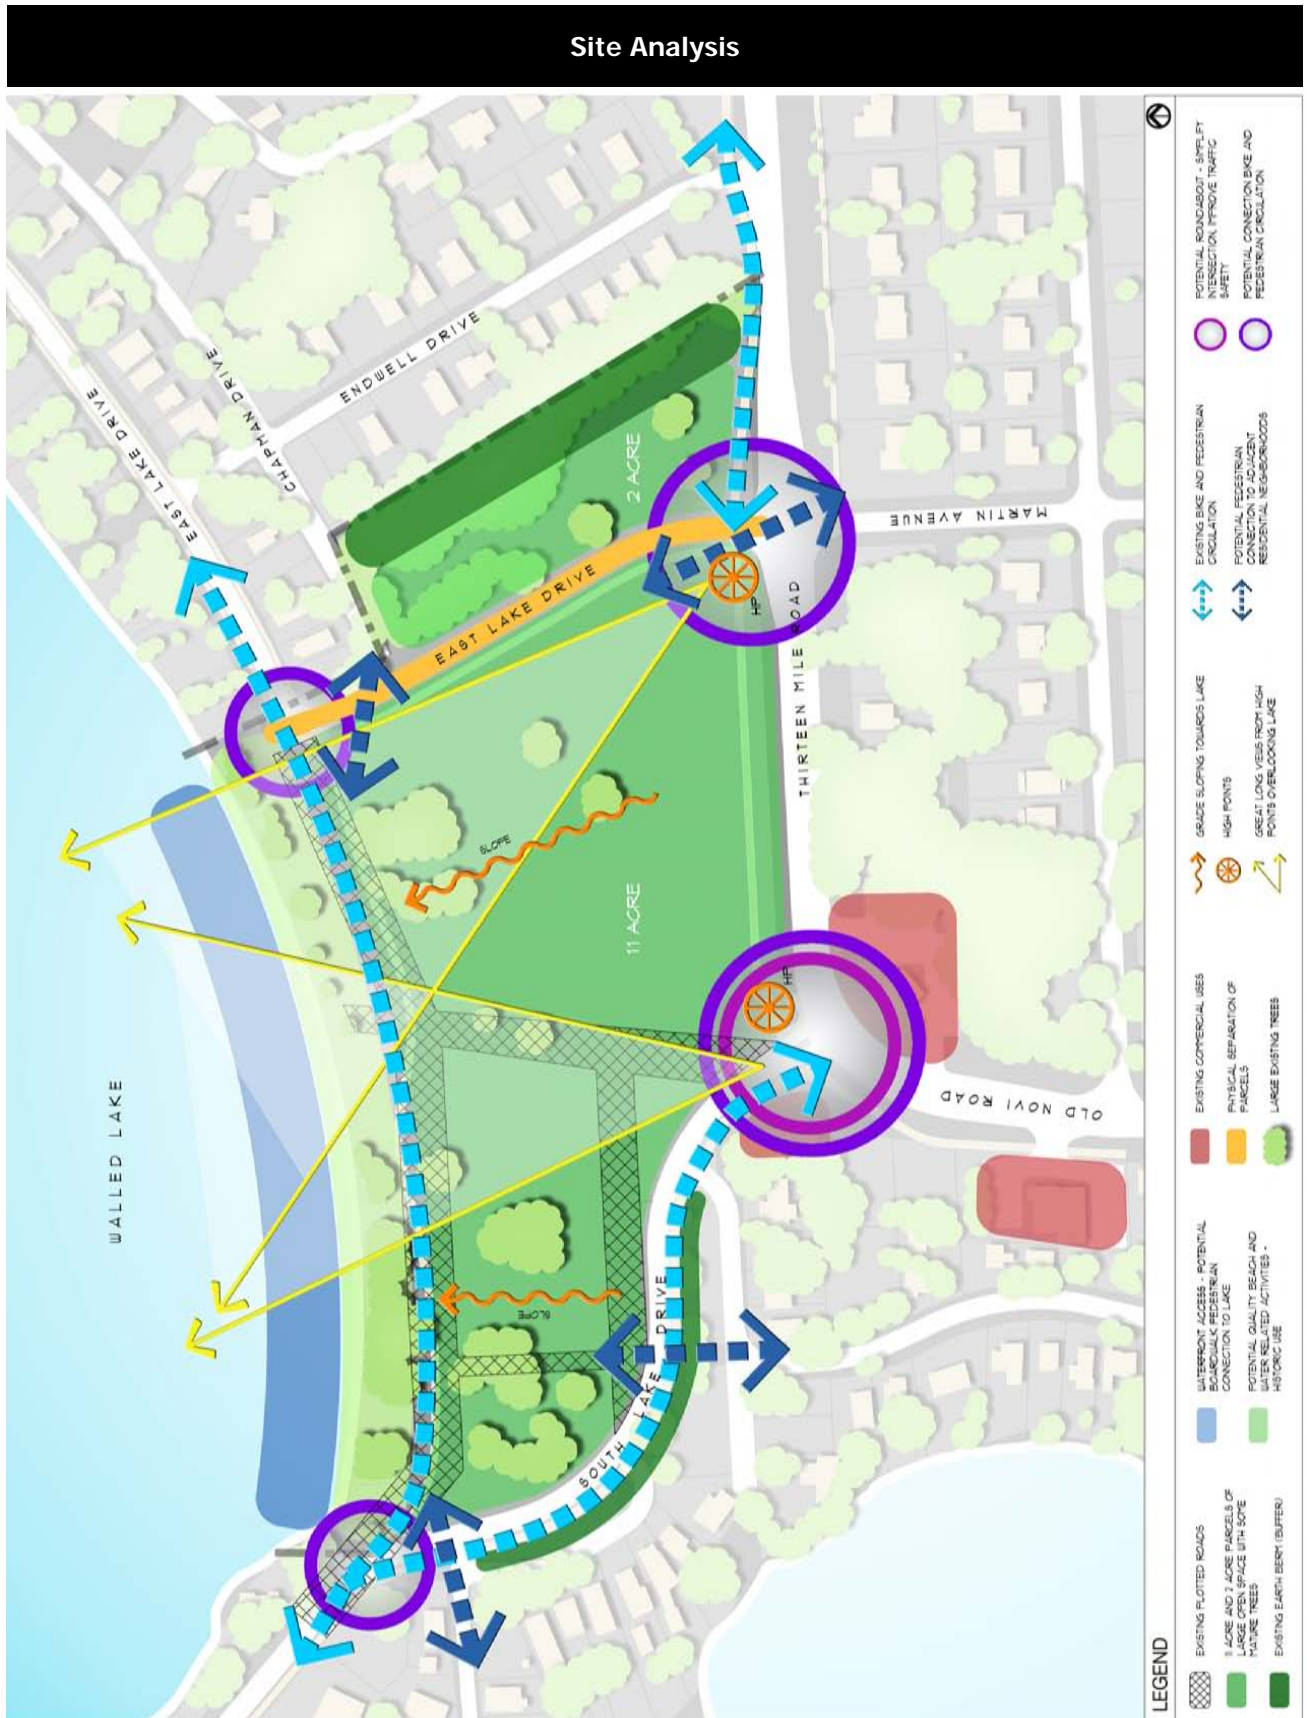 Site Analysis
WALLED LAKE
EAST LAKE DRIVE
CHAPMAN DRIVE
ENDWELL DRIVE
EAST LAKE DRIVE
2 ACRE
11 ACRE
SLOPE
SLOPE
HP
HP
THIRTEEN MILE ROAD
MARTIN AVENUE
OLD NOVI ROAD
SOUTH LAKE DRIVE
LEGEND
EXISTING PLOTTED ROADS
11 ACRE AND 2 ACRE PARCELS OF
LARGE OPEN SPACE WITH SOME
MATURE TREES
EXISTING EARTH BERM (BUFFER)
WATERFRONT ACCESS - POTENTIAL
BOARDWALK PEDESTRIAN
CONNECTION TO LAKE
POTENTIAL QUALITY BEACH AND
WATER RELATED ACTIVITIES -
HISTORIC USE
EXISTING COMMERCIAL USES
PHYSICAL SEPARATION OF
PARCELS
LARGE EXISTING TREES
GRADE SLOPING TOWARDS LAKE
HIGH POINTS
GREAT LONG VIEWS FROM HIGH
POINTS OVERLOOKING LAKE
EXISTING BIKE AND PEDESTRIAN
CIRCULATION
POTENTIAL PEDESTRIAN
CONNECTION TO ADJACENT
RESIDENTIAL NEIGHBORHOODS
POTENTIAL ROUNDABOUT - SIMPLIFY
INTERSECTION, IMPROVE TRAFFIC
SAFETY
POTENTIAL CONNECTION BIKE AND
PEDESTRIAN CIRCULATION